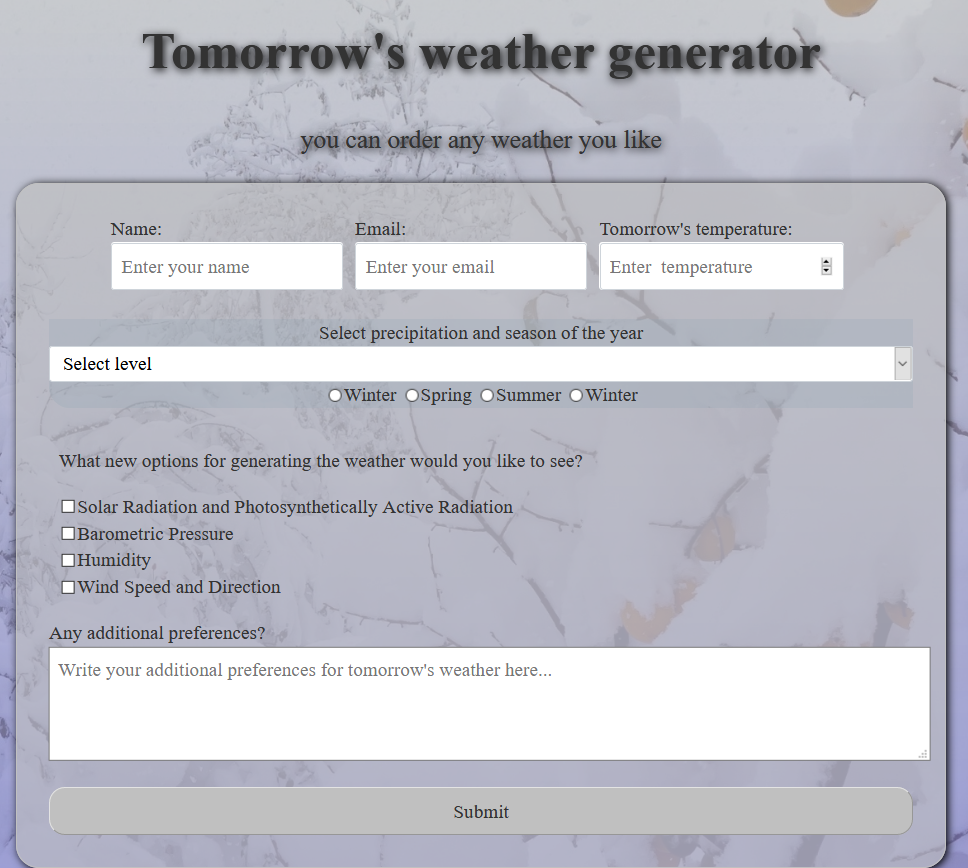 Tomorrow's weather generator
you can order any weather you like
Name: Email: Tomorrow's temperature:
Enter your name Enter your email Enter  temperature
Select precipitation and season of the year
Select level
Winter Spring Summer Winter
What new options for generating the weather would you like to see?
Solar Radiation and Photosynthetically Active Radiation
Barometric Pressure
Humidity
Wind Speed and Direction
Any additional preferences?
Write your additional preferences for tomorrow's weather here...
Submit